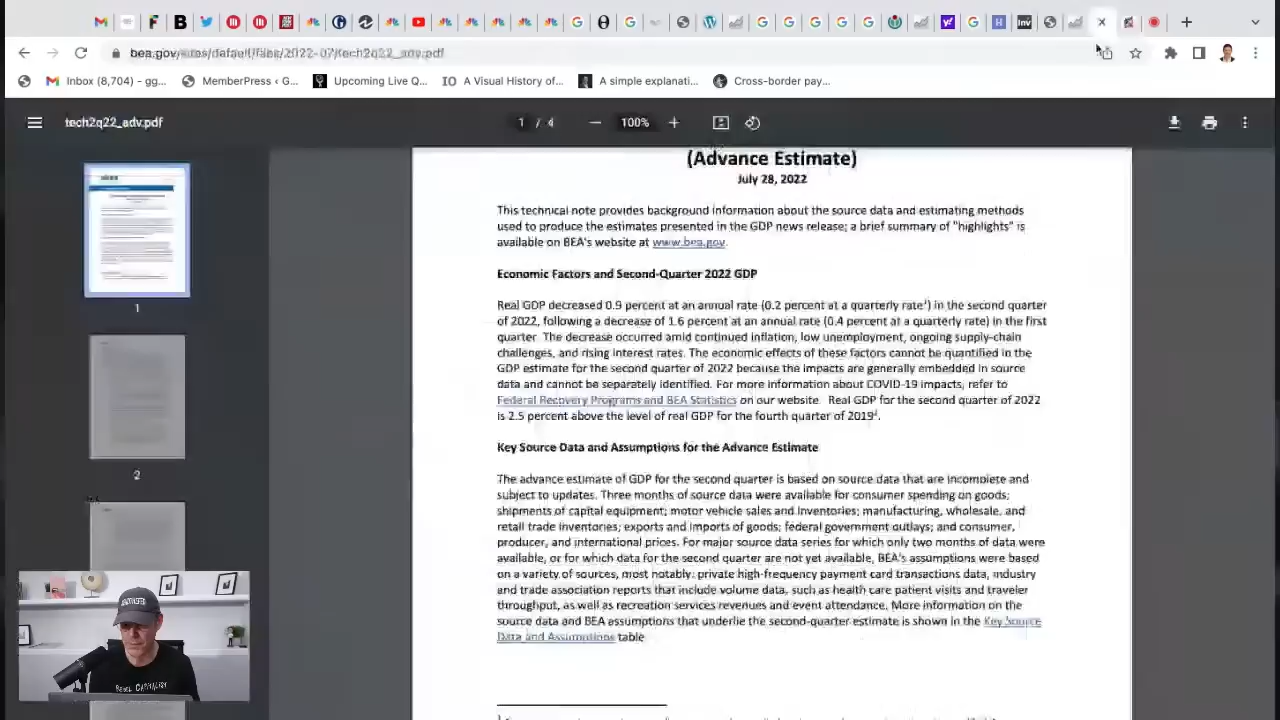 bea.gov/sites/default/files/2022-07/tech2q22_adv.pdf
Inbox (8,704) - gg...
MemberPress ‹ G...
Upcoming Live Q...
IO A Visual History of...
A simple explanati...
Cross-border pay...
tech2q22_adv.pdf
1 / 4
100%
(Advance Estimate)
July 28, 2022
This technical note provides background information about the source data and estimating methods
used to produce the estimates presented in the GDP news release; a brief summary of "highlights" is
available on BEA's website at www.bea.gov.
Economic Factors and Second-Quarter 2022 GDP
Real GDP decreased 0.9 percent at an annual rate (0.2 percent at a quarterly rate¹) in the second quarter
of 2022, following a decrease of 1.6 percent at an annual rate (0.4 percent at a quarterly rate) in the first
quarter. The decrease occurred amid continued inflation, low unemployment, ongoing supply-chain
challenges, and rising interest rates. The economic effects of these factors cannot be quantified in the
GDP estimate for the second quarter of 2022 because the impacts are generally embedded in source
data and cannot be separately identified. For more information about COVID-19 impacts, refer to
Federal Recovery Programs and BEA Statistics on our website. Real GDP for the second quarter of 2022
is 2.5 percent above the level of real GDP for the fourth quarter of 2019².
Key Source Data and Assumptions for the Advance Estimate
The advance estimate of GDP for the second quarter is based on source data that are incomplete and
subject to updates. Three months of source data were available for consumer spending on goods;
shipments of capital equipment; motor vehicle sales and inventories; manufacturing, wholesale, and
retail trade inventories; exports and imports of goods; federal government outlays; and consumer,
producer, and international prices. For major source data series for which only two months of data were
available, or for which data for the second quarter are not yet available, BEA's assumptions were based
on a variety of sources, most notably: private high-frequency payment card transactions data, industry
and trade association reports that include volume data, such as health care patient visits and traveler
throughput, as well as recreation services revenues and event attendance. More information on the
source data and BEA assumptions that underlie the second-quarter estimate is shown in the Key Source
Data and Assumptions table
1
2
REBEL CAPITALIST